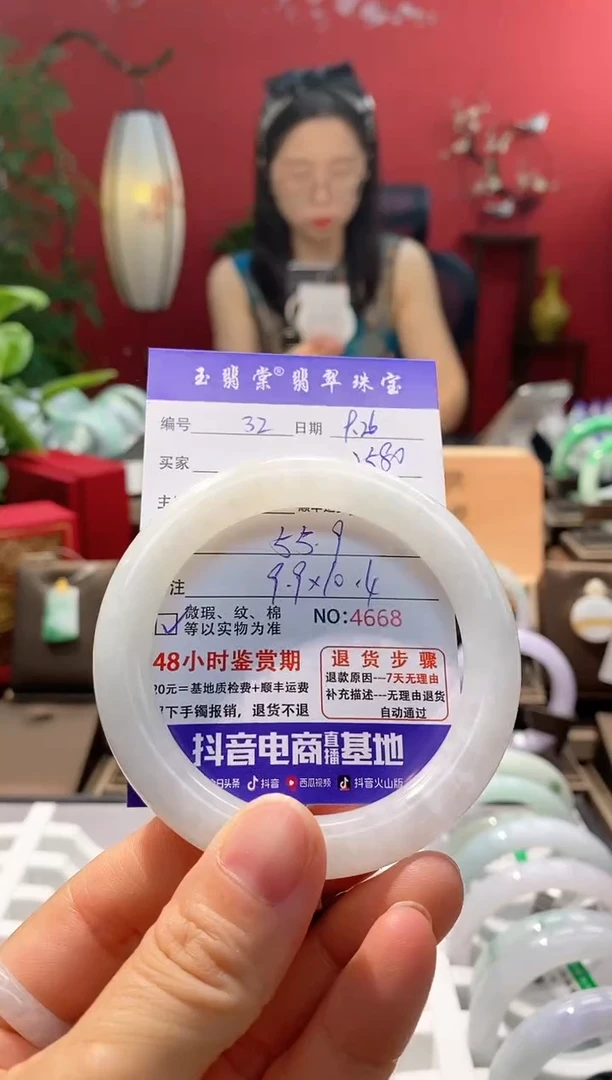 玉翡棠®翡翠珠宝
编号 32 日期 9.26
买家 1580
55.9
注 9.9×10.4
微瑕、纹、棉 NO:4668
等以实物为准
48小时鉴赏期
20元=基地质检费+顺丰运费
下手镯报销，退货不退
退货步骤
退款原因---7天无理由
补充描述---无理由退货
自动通过
抖音电商直播基地
今日头条 抖音 西瓜视频 抖音火山版